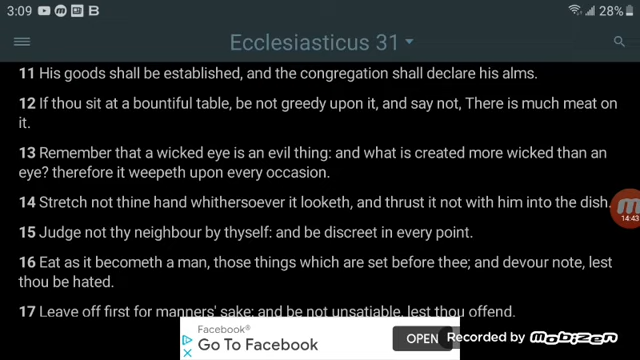 3:09 28%
Ecclesiasticus 31
11 His goods shall be established, and the congregation shall declare his alms.
12 If thou sit at a bountiful table, be not greedy upon it, and say not, There is much meat on
it.
13 Remember that a wicked eye is an evil thing: and what is created more wicked than an
eye? therefore it weepeth upon every occasion.
14 Stretch not thine hand whithersoever it looketh, and thrust it not with him into the dish.
14:43
15 Judge not thy neighbour by thyself: and be discreet in every point.
16 Eat as it becometh a man, those things which are set before thee; and devour note, lest
thou be hated.
17 Leave off first for manners' sake; and be not unsatiable, lest thou offend.
Facebook®
Go To Facebook
OPEN
Recorded by mobizen